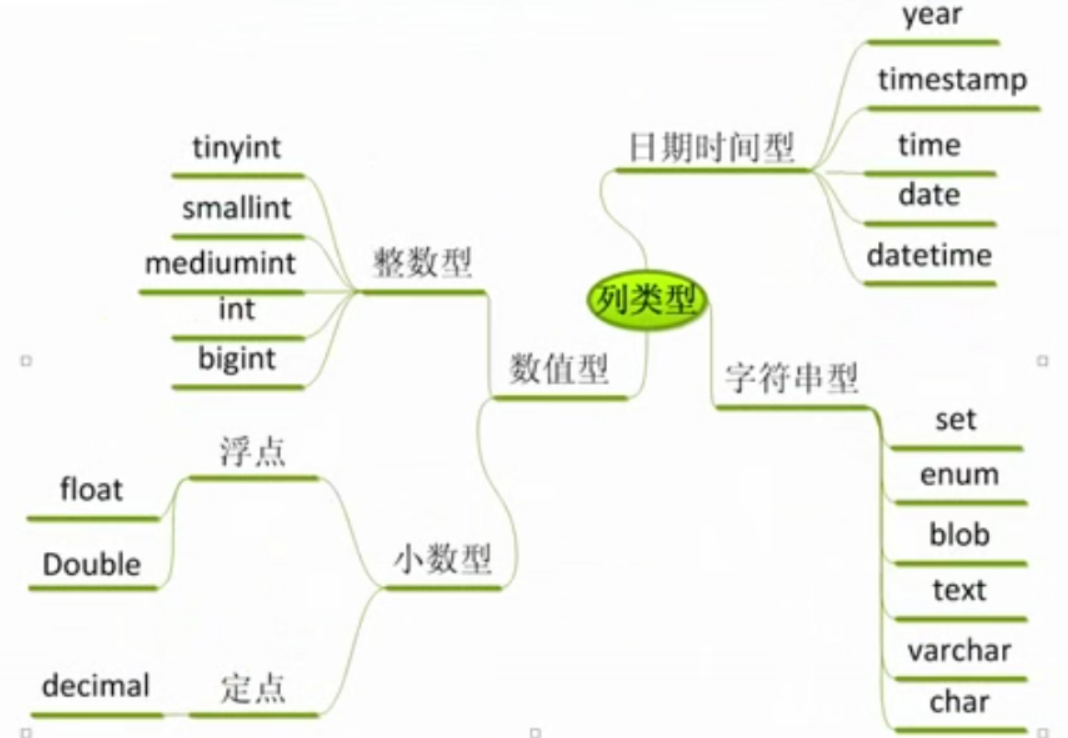 列类型
日期时间型
year
timestamp
time
date
datetime
数值型
整数型
tinyint
smallint
mediumint
int
bigint
小数型
浮点
float
Double
定点
decimal
字符串型
set
enum
blob
text
varchar
char